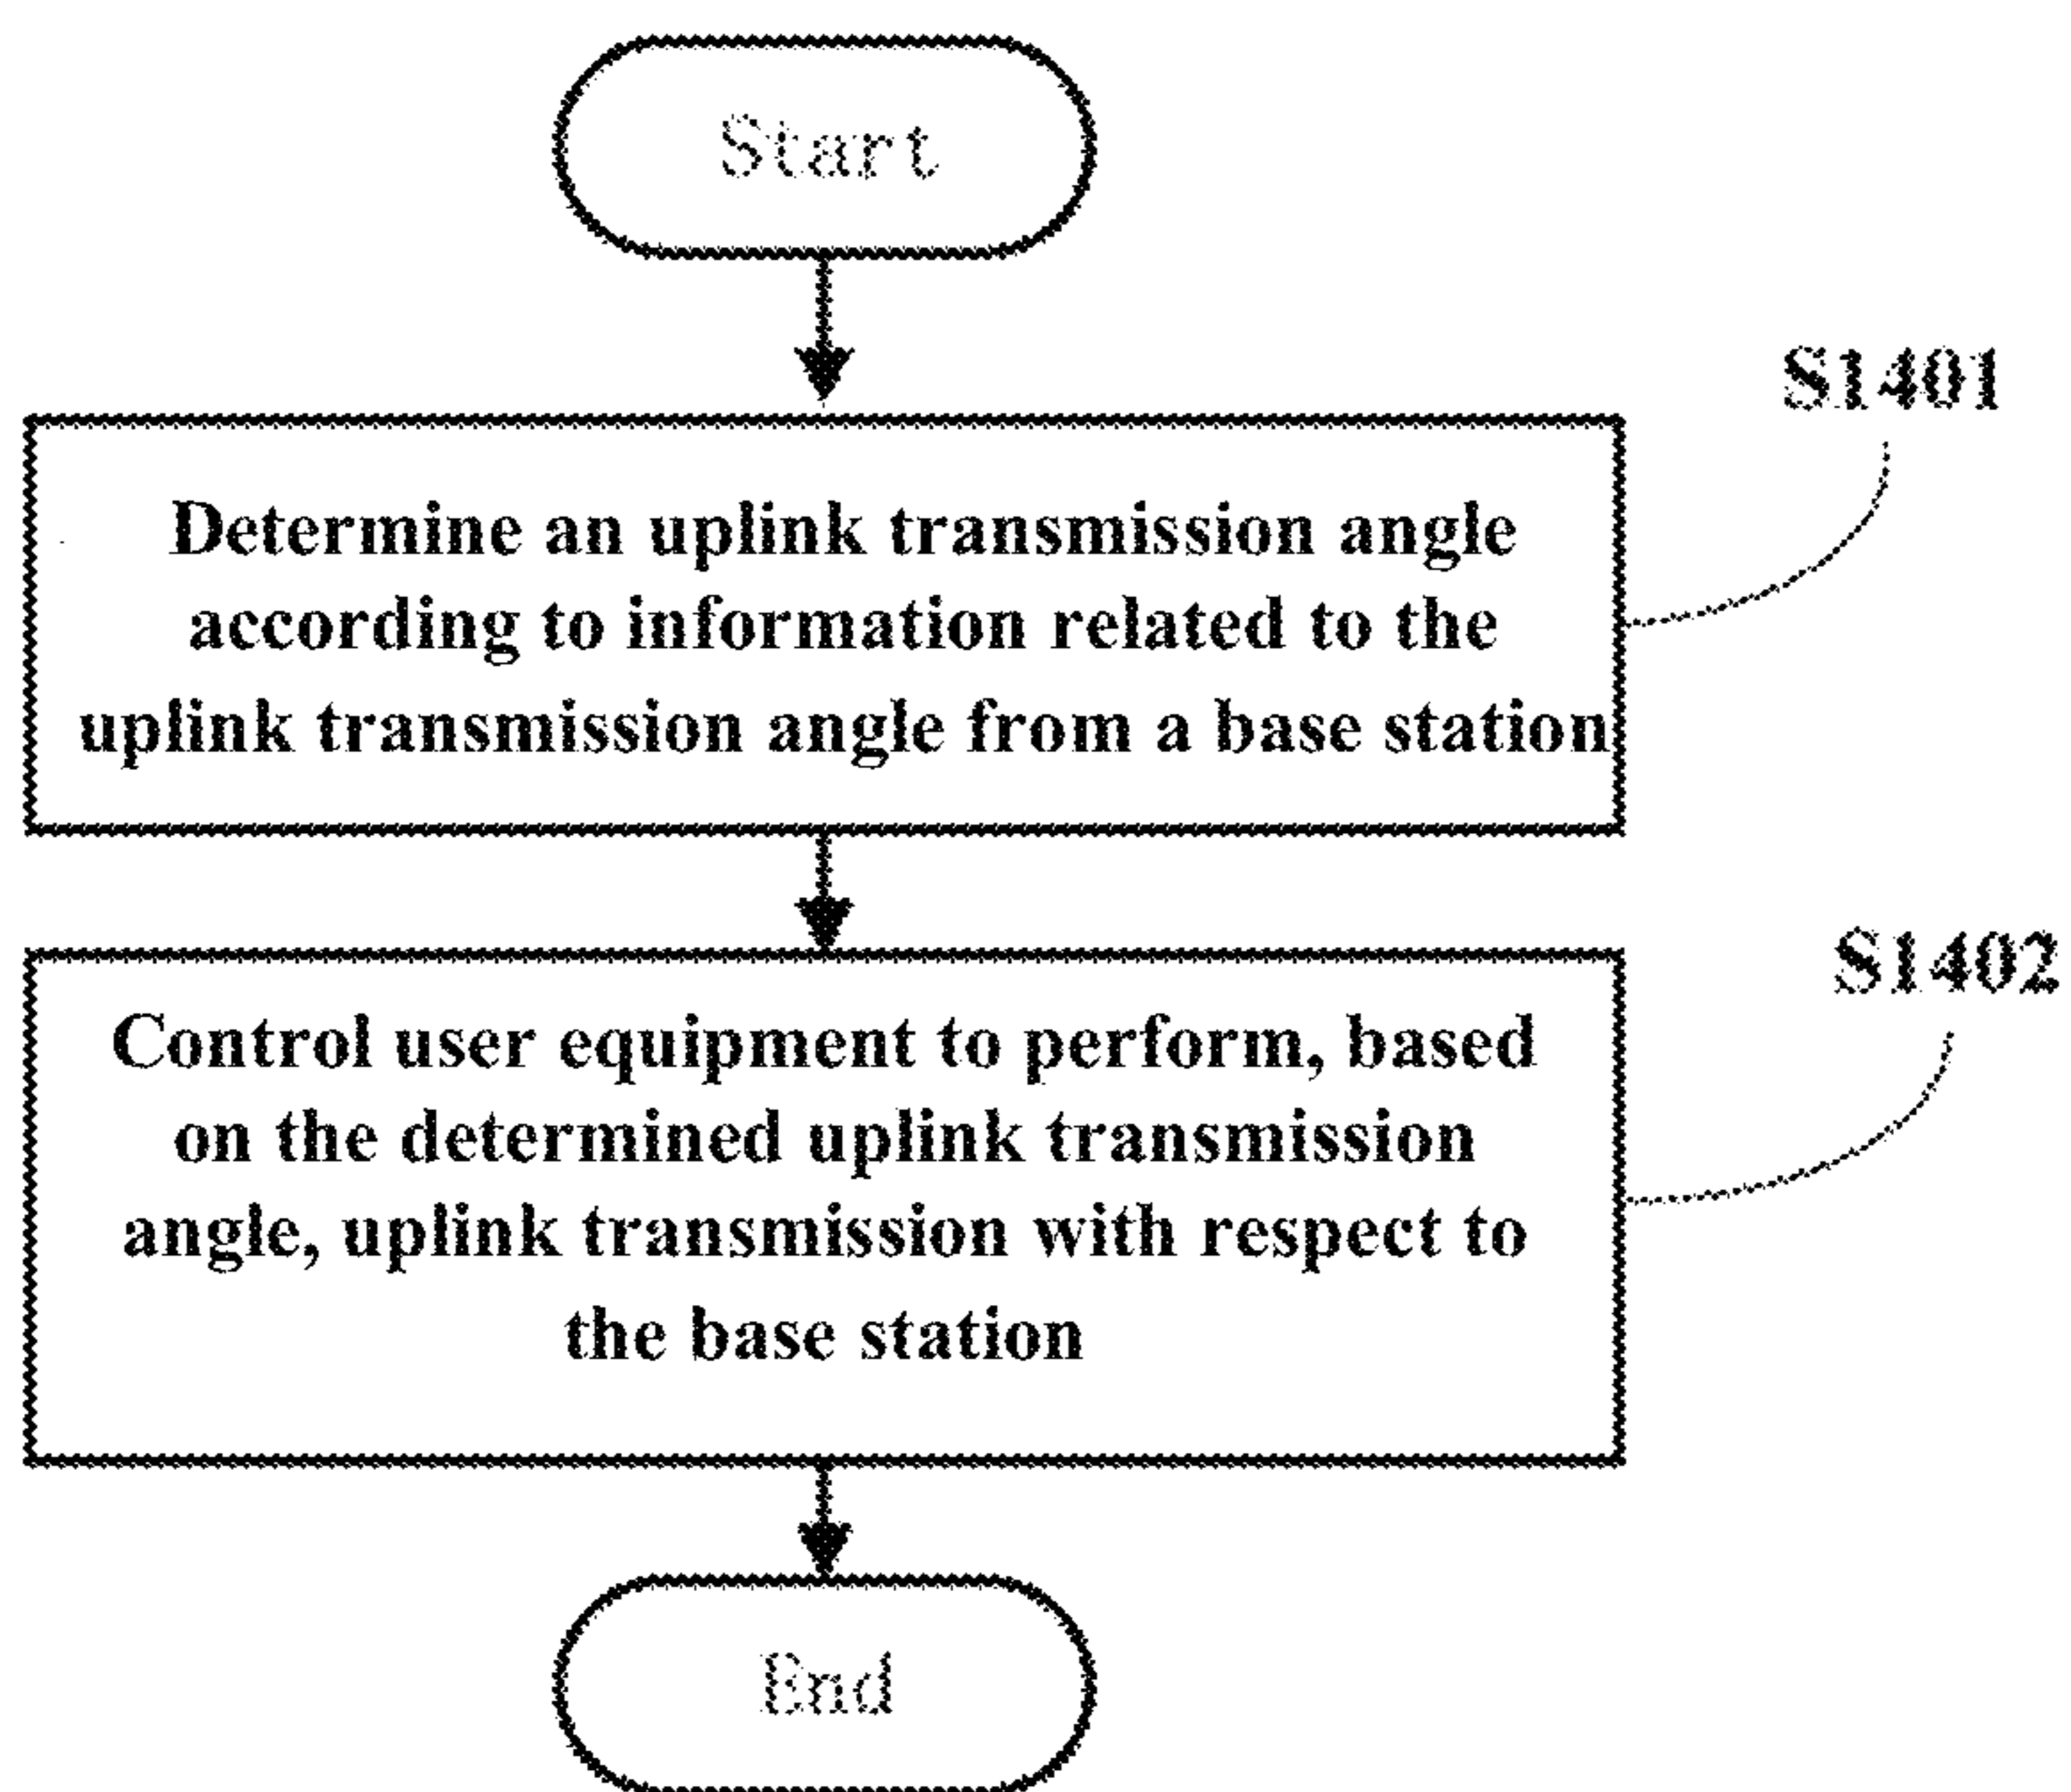 Start
S1401
Determine an uplink transmission angle
according to information related to the
uplink transmission angle from a base station
S1402
Control user equipment to perform, based
on the determined uplink transmission
angle, uplink transmission with respect to
the base station
End